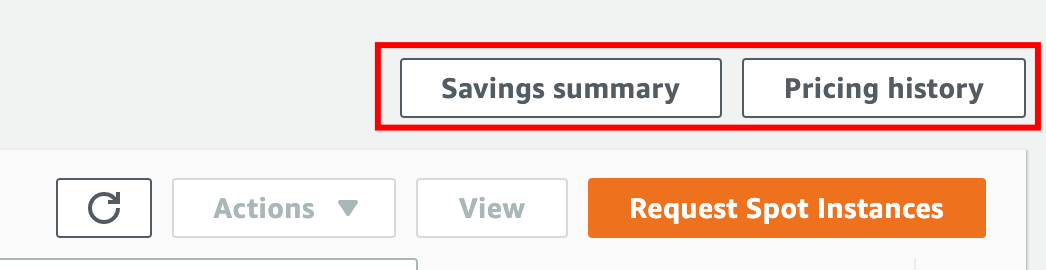 Savings summary Pricing history
Actions View Request Spot Instances